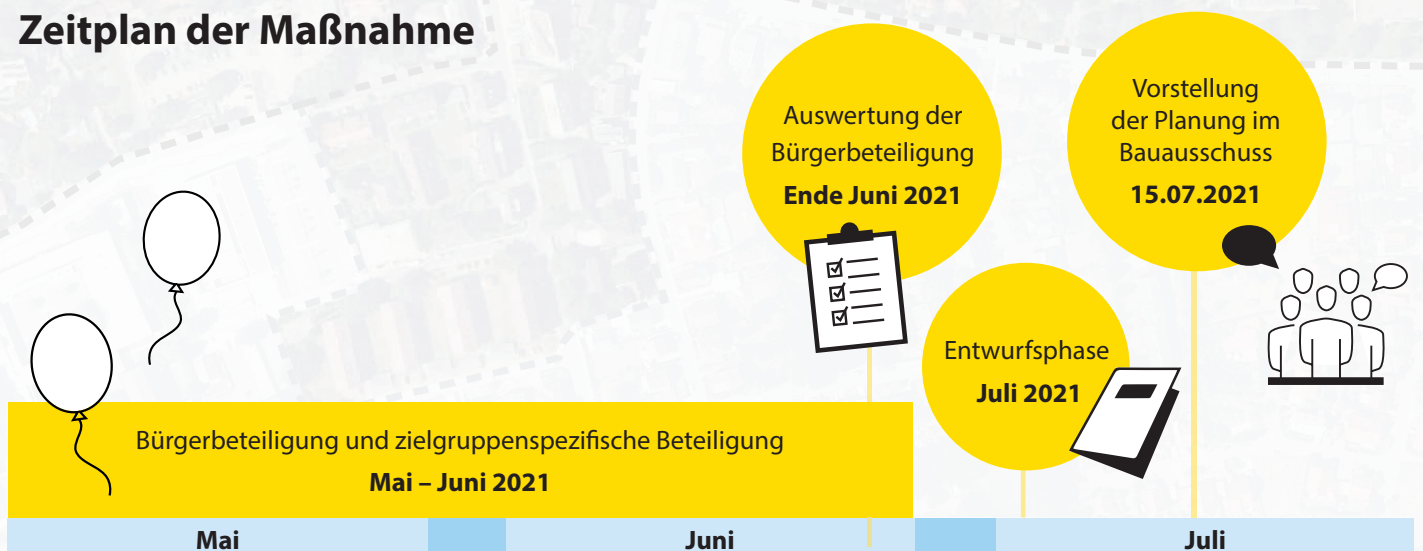 Zeitplan der Maßnahme
Auswertung der
Bürgerbeteiligung
Ende Juni 2021
Vorstellung
der Planung im
Bauausschuss
15.07.2021
Entwurfsphase
Juli 2021
Bürgerbeteiligung und zielgruppenspezifische Beteiligung
Mai – Juni 2021
Mai
Juni
Juli